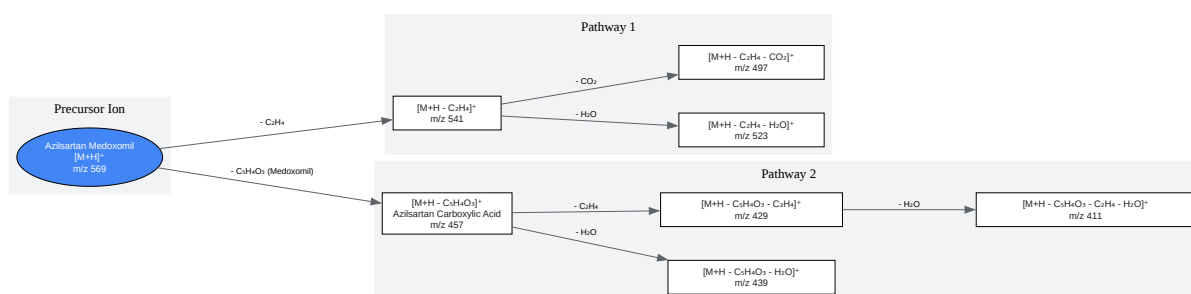 Pathway 1
[M+H - C₂H₄ - CO₂]⁺
m/z 497
- CO₂
[M+H - C₂H₄]⁺
m/z 541
- H₂O
[M+H - C₂H₄ - H₂O]⁺
m/z 523
Precursor Ion
Azilsartan Medoxomil
[M+H]⁺
m/z 569
- C₂H₄
- C₅H₄O₃ (Medoxomil)
Pathway 2
[M+H - C₅H₄O₃]⁺
Azilsartan Carboxylic Acid
m/z 457
- C₂H₄
[M+H - C₅H₄O₃ - C₂H₄]⁺
m/z 429
- H₂O
[M+H - C₅H₄O₃ - C₂H₄ - H₂O]⁺
m/z 411
- H₂O
[M+H - C₅H₄O₃ - H₂O]⁺
m/z 439